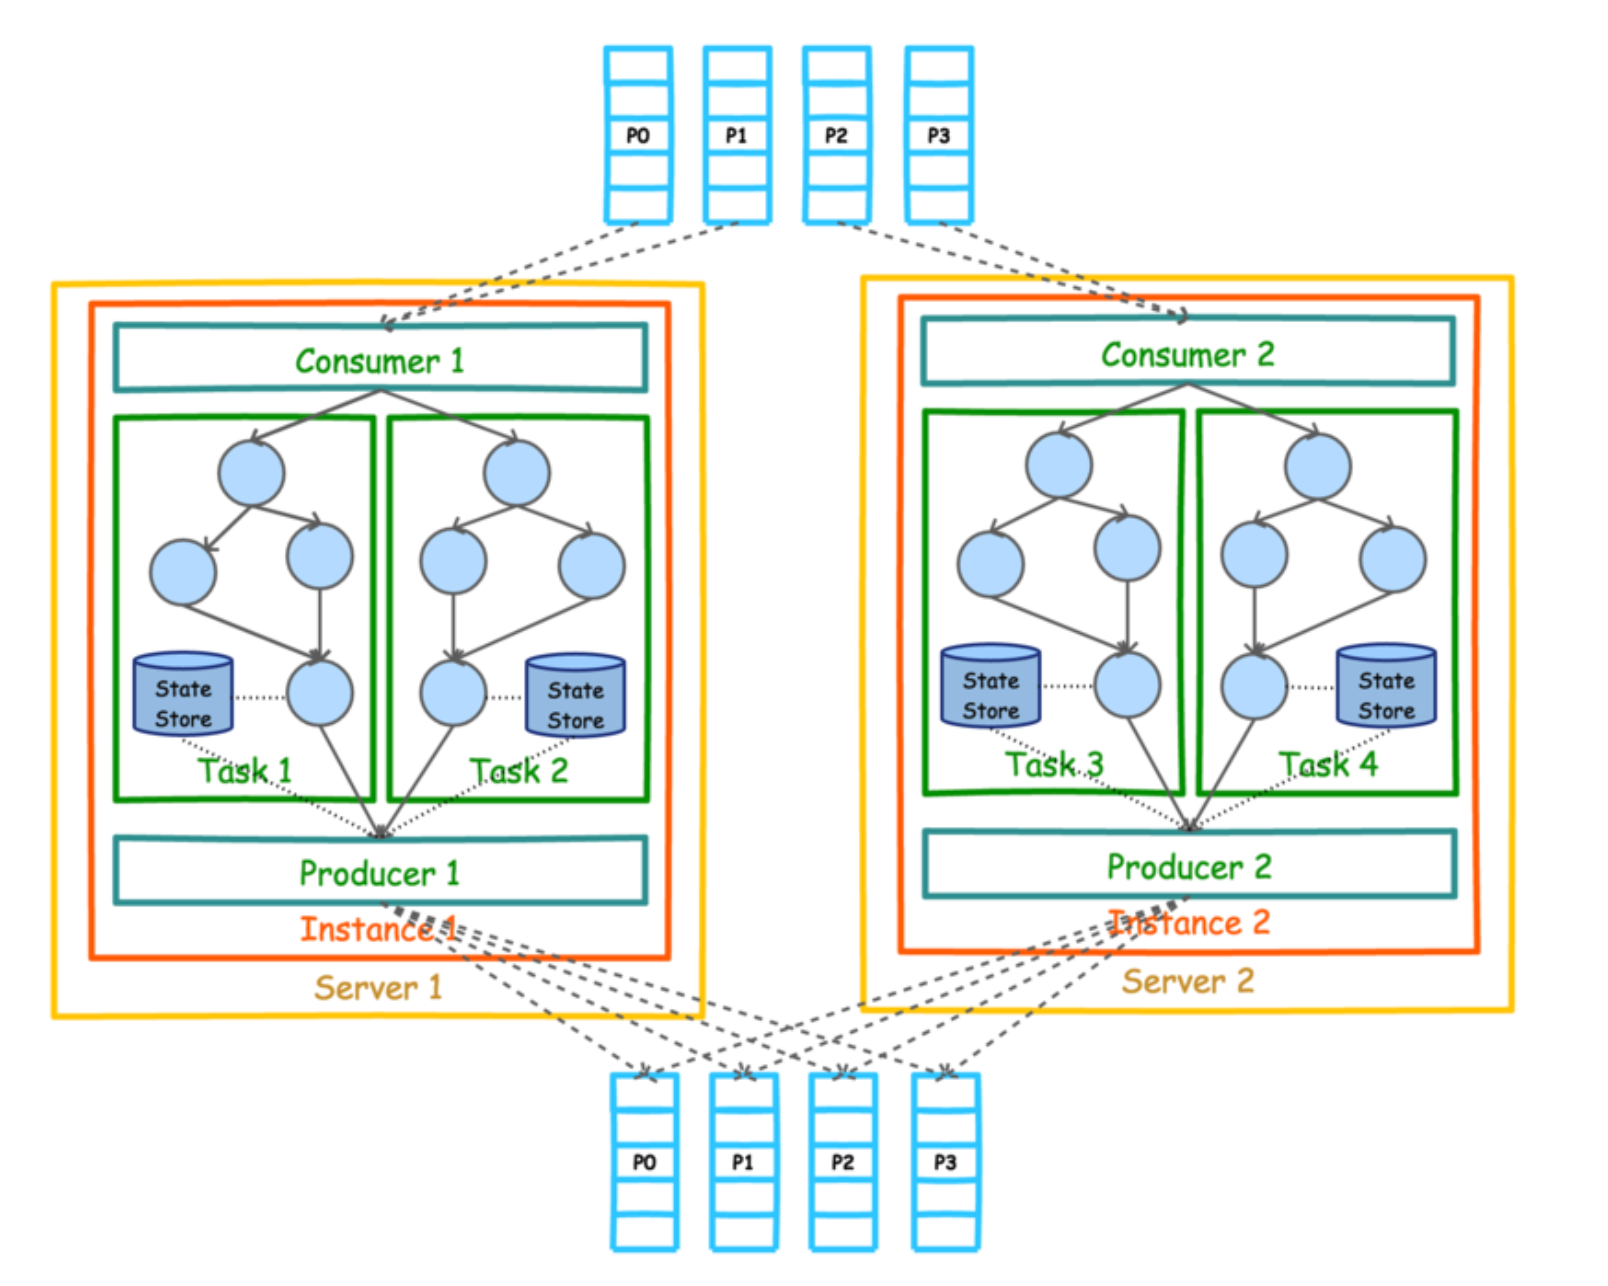 P0
P1
P2
P3
Consumer 1
Consumer 2
State
Store
State
Store
State
Store
State
Store
Task 1
Task 2
Task 3
Task 4
Producer 1
Producer 2
Instance 1
Instance 2
Server 1
Server 2
P0
P1
P2
P3